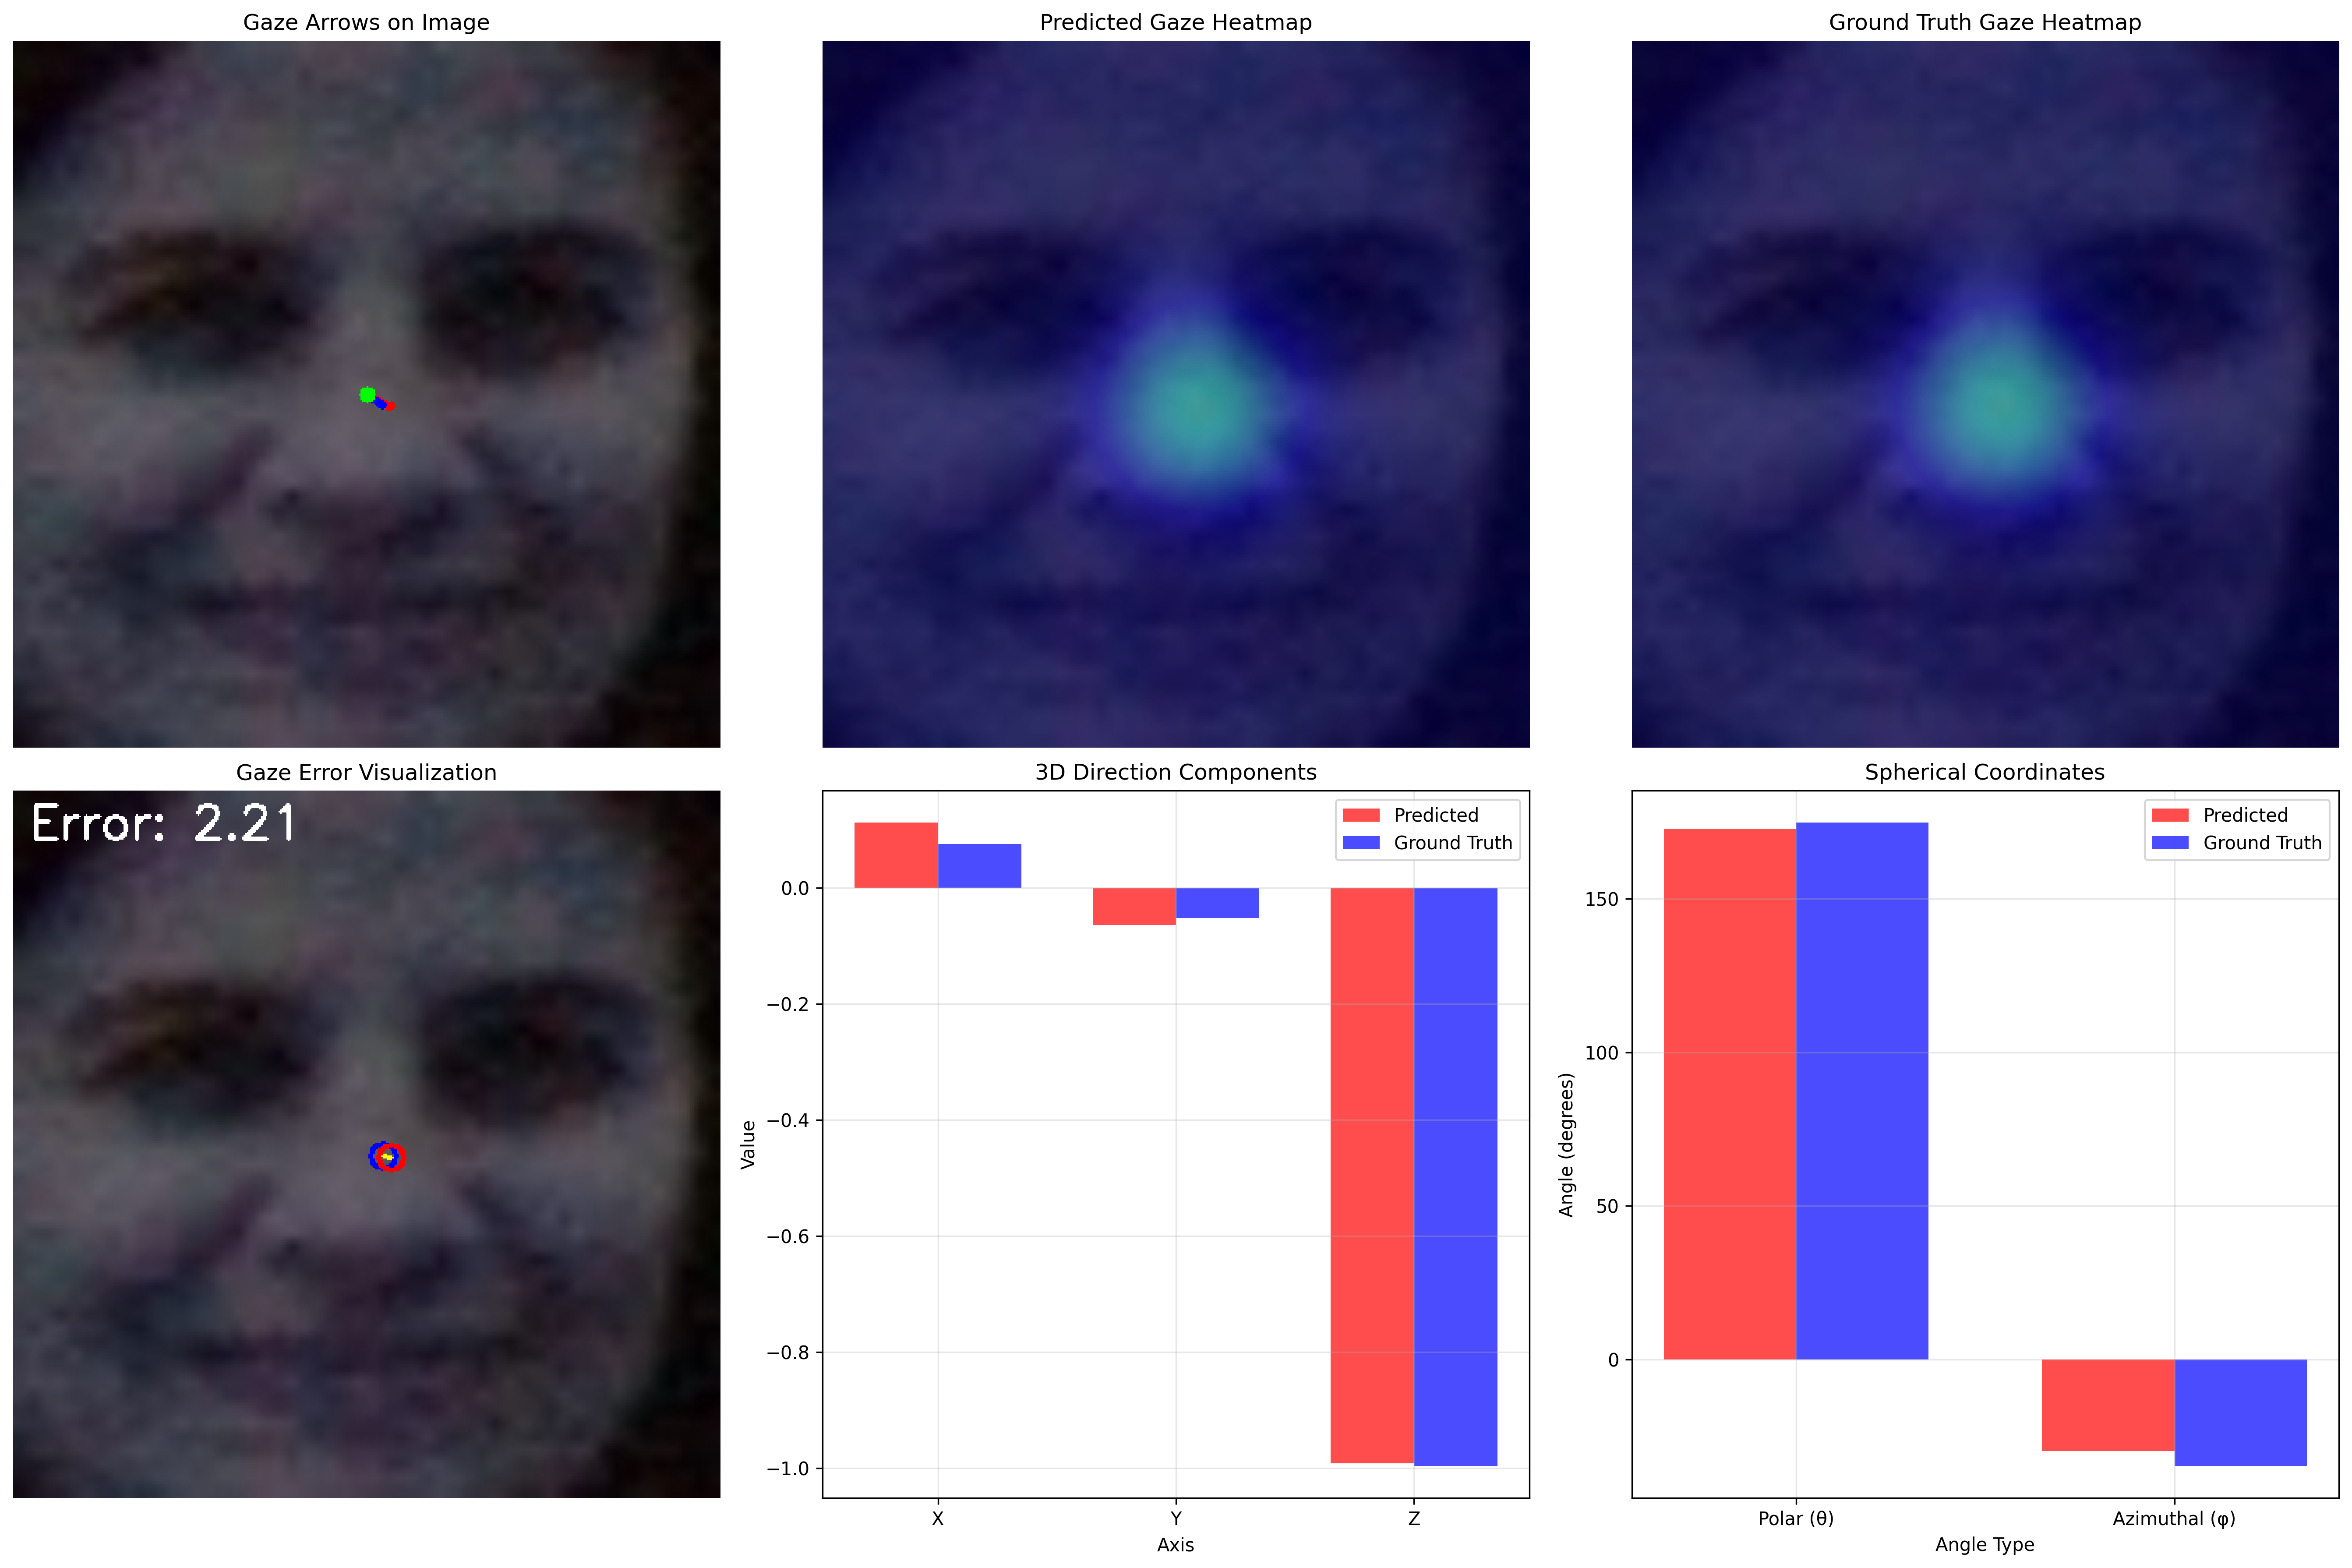 Gaze Arrows on Image
Predicted Gaze Heatmap
Ground Truth Gaze Heatmap
Gaze Error Visualization
Error: 2.21
3D Direction Components
Predicted
Ground Truth
0.0
−0.2
−0.4
−0.6
−0.8
−1.0
Value
X
Y
Z
Axis
Spherical Coordinates
Predicted
Ground Truth
150
100
50
0
Angle (degrees)
Polar (θ)
Azimuthal (φ)
Angle Type